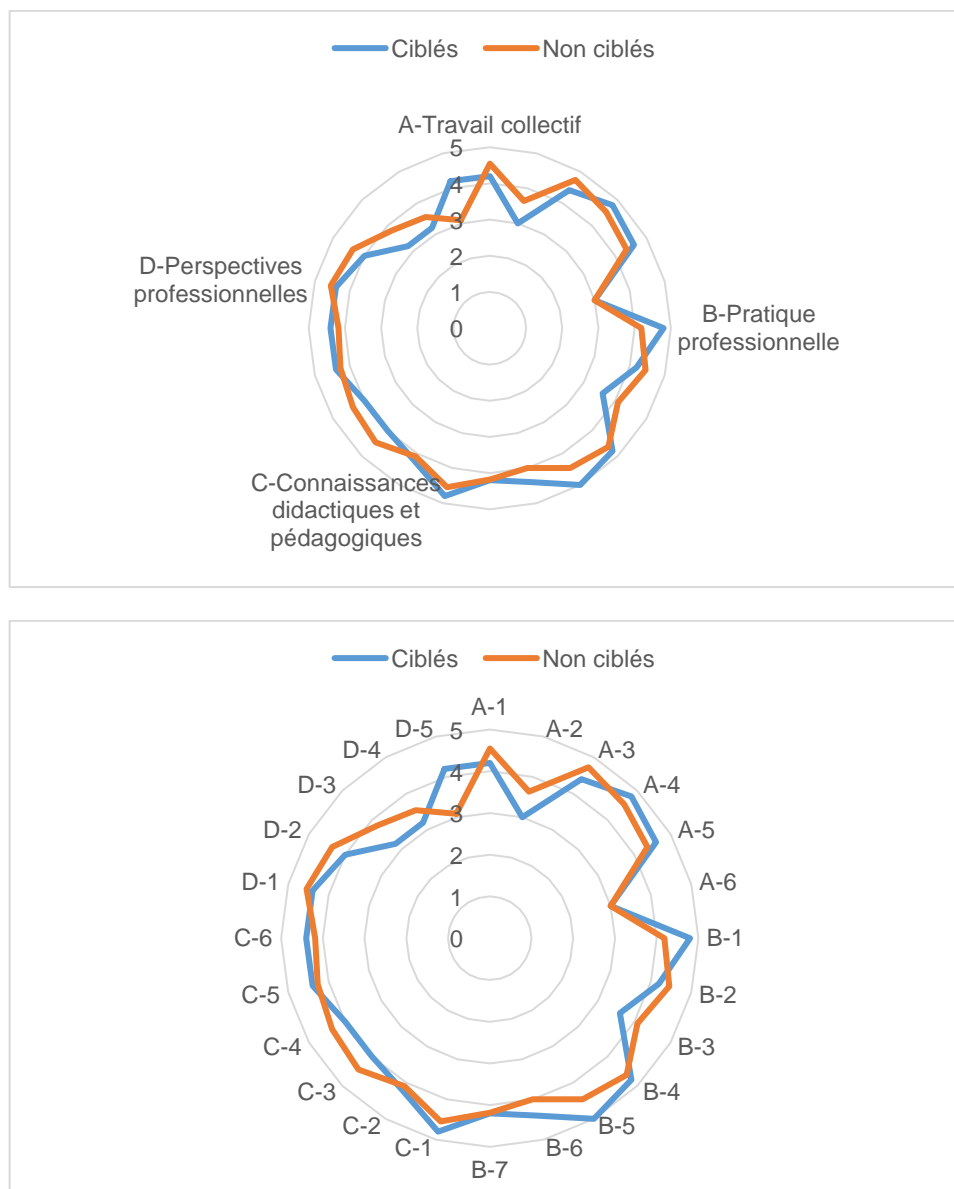 Ciblés Non ciblés
A-Travail collectif
5
4
3
2
1
0
D-Perspectives
professionnelles
B-Pratique
professionnelle
C-Connaissances
didactiques et
pédagogiques
Ciblés Non ciblés
A-1
D-5 A-2
D-4 A-3
D-3 A-4
D-2 A-5
D-1 A-6
C-6 B-1
C-5 B-2
C-4 B-3
C-3 B-4
C-2 B-5
C-1 B-6
B-7
5
4
3
2
1
0